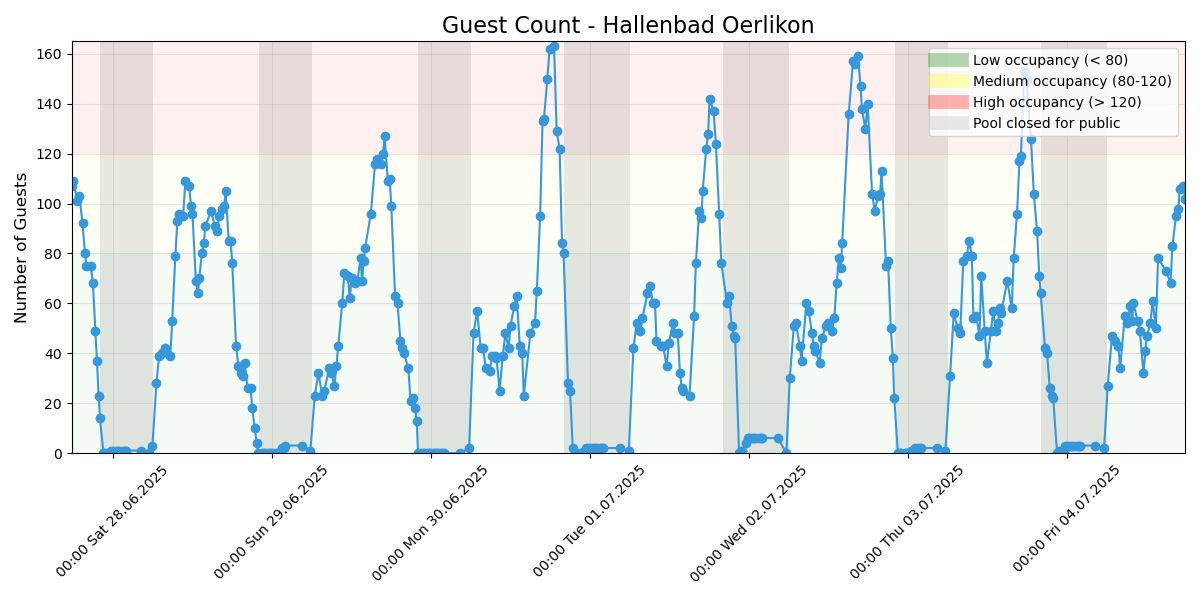 Guest Count - Hallenbad Oerlikon
Number of Guests
160
140
120
100
80
60
40
20
0
Low occupancy (< 80)
Medium occupancy (80-120)
High occupancy (> 120)
Pool closed for public
00:00 Sat 28.06.2025
00:00 Sun 29.06.2025
00:00 Mon 30.06.2025
00:00 Tue 01.07.2025
00:00 Wed 02.07.2025
00:00 Thu 03.07.2025
00:00 Fri 04.07.2025